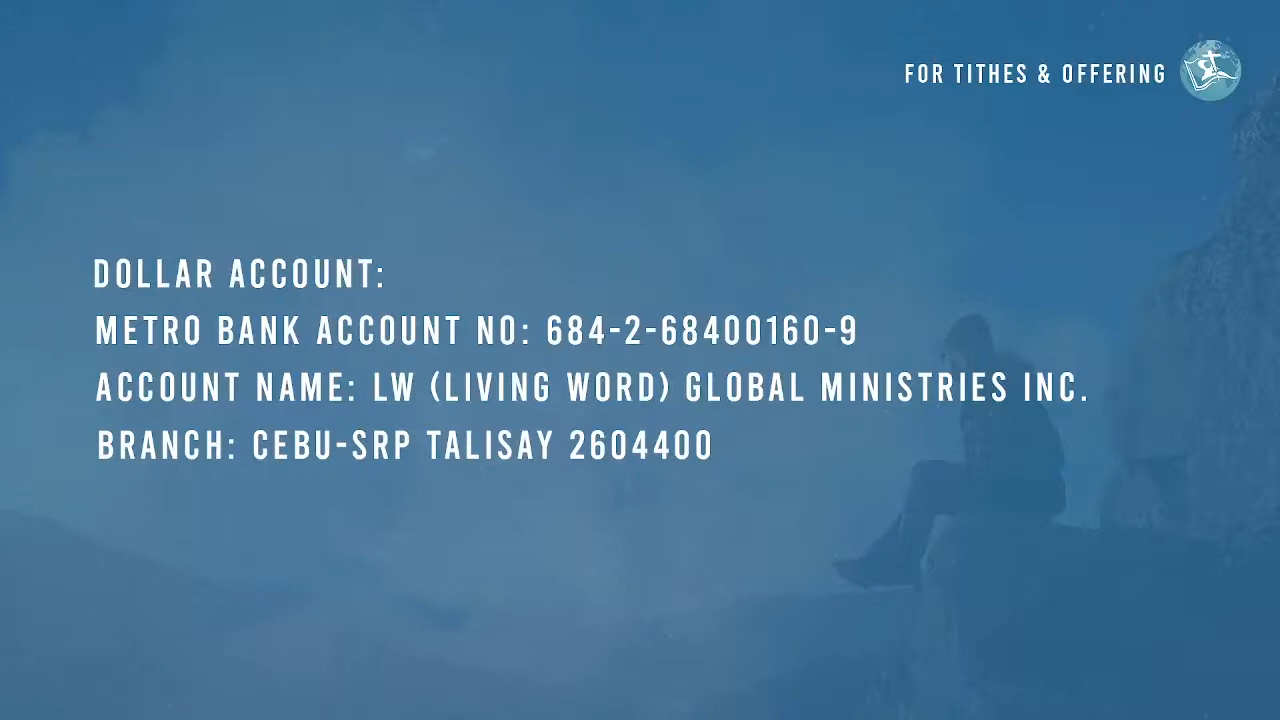 FOR TITHES & OFFERING
DOLLAR ACCOUNT:
METRO BANK ACCOUNT NO: 684-2-68400160-9
ACCOUNT NAME: LW (LIVING WORD) GLOBAL MINISTRIES INC.
BRANCH: CEBU-SRP TALISAY 2604400